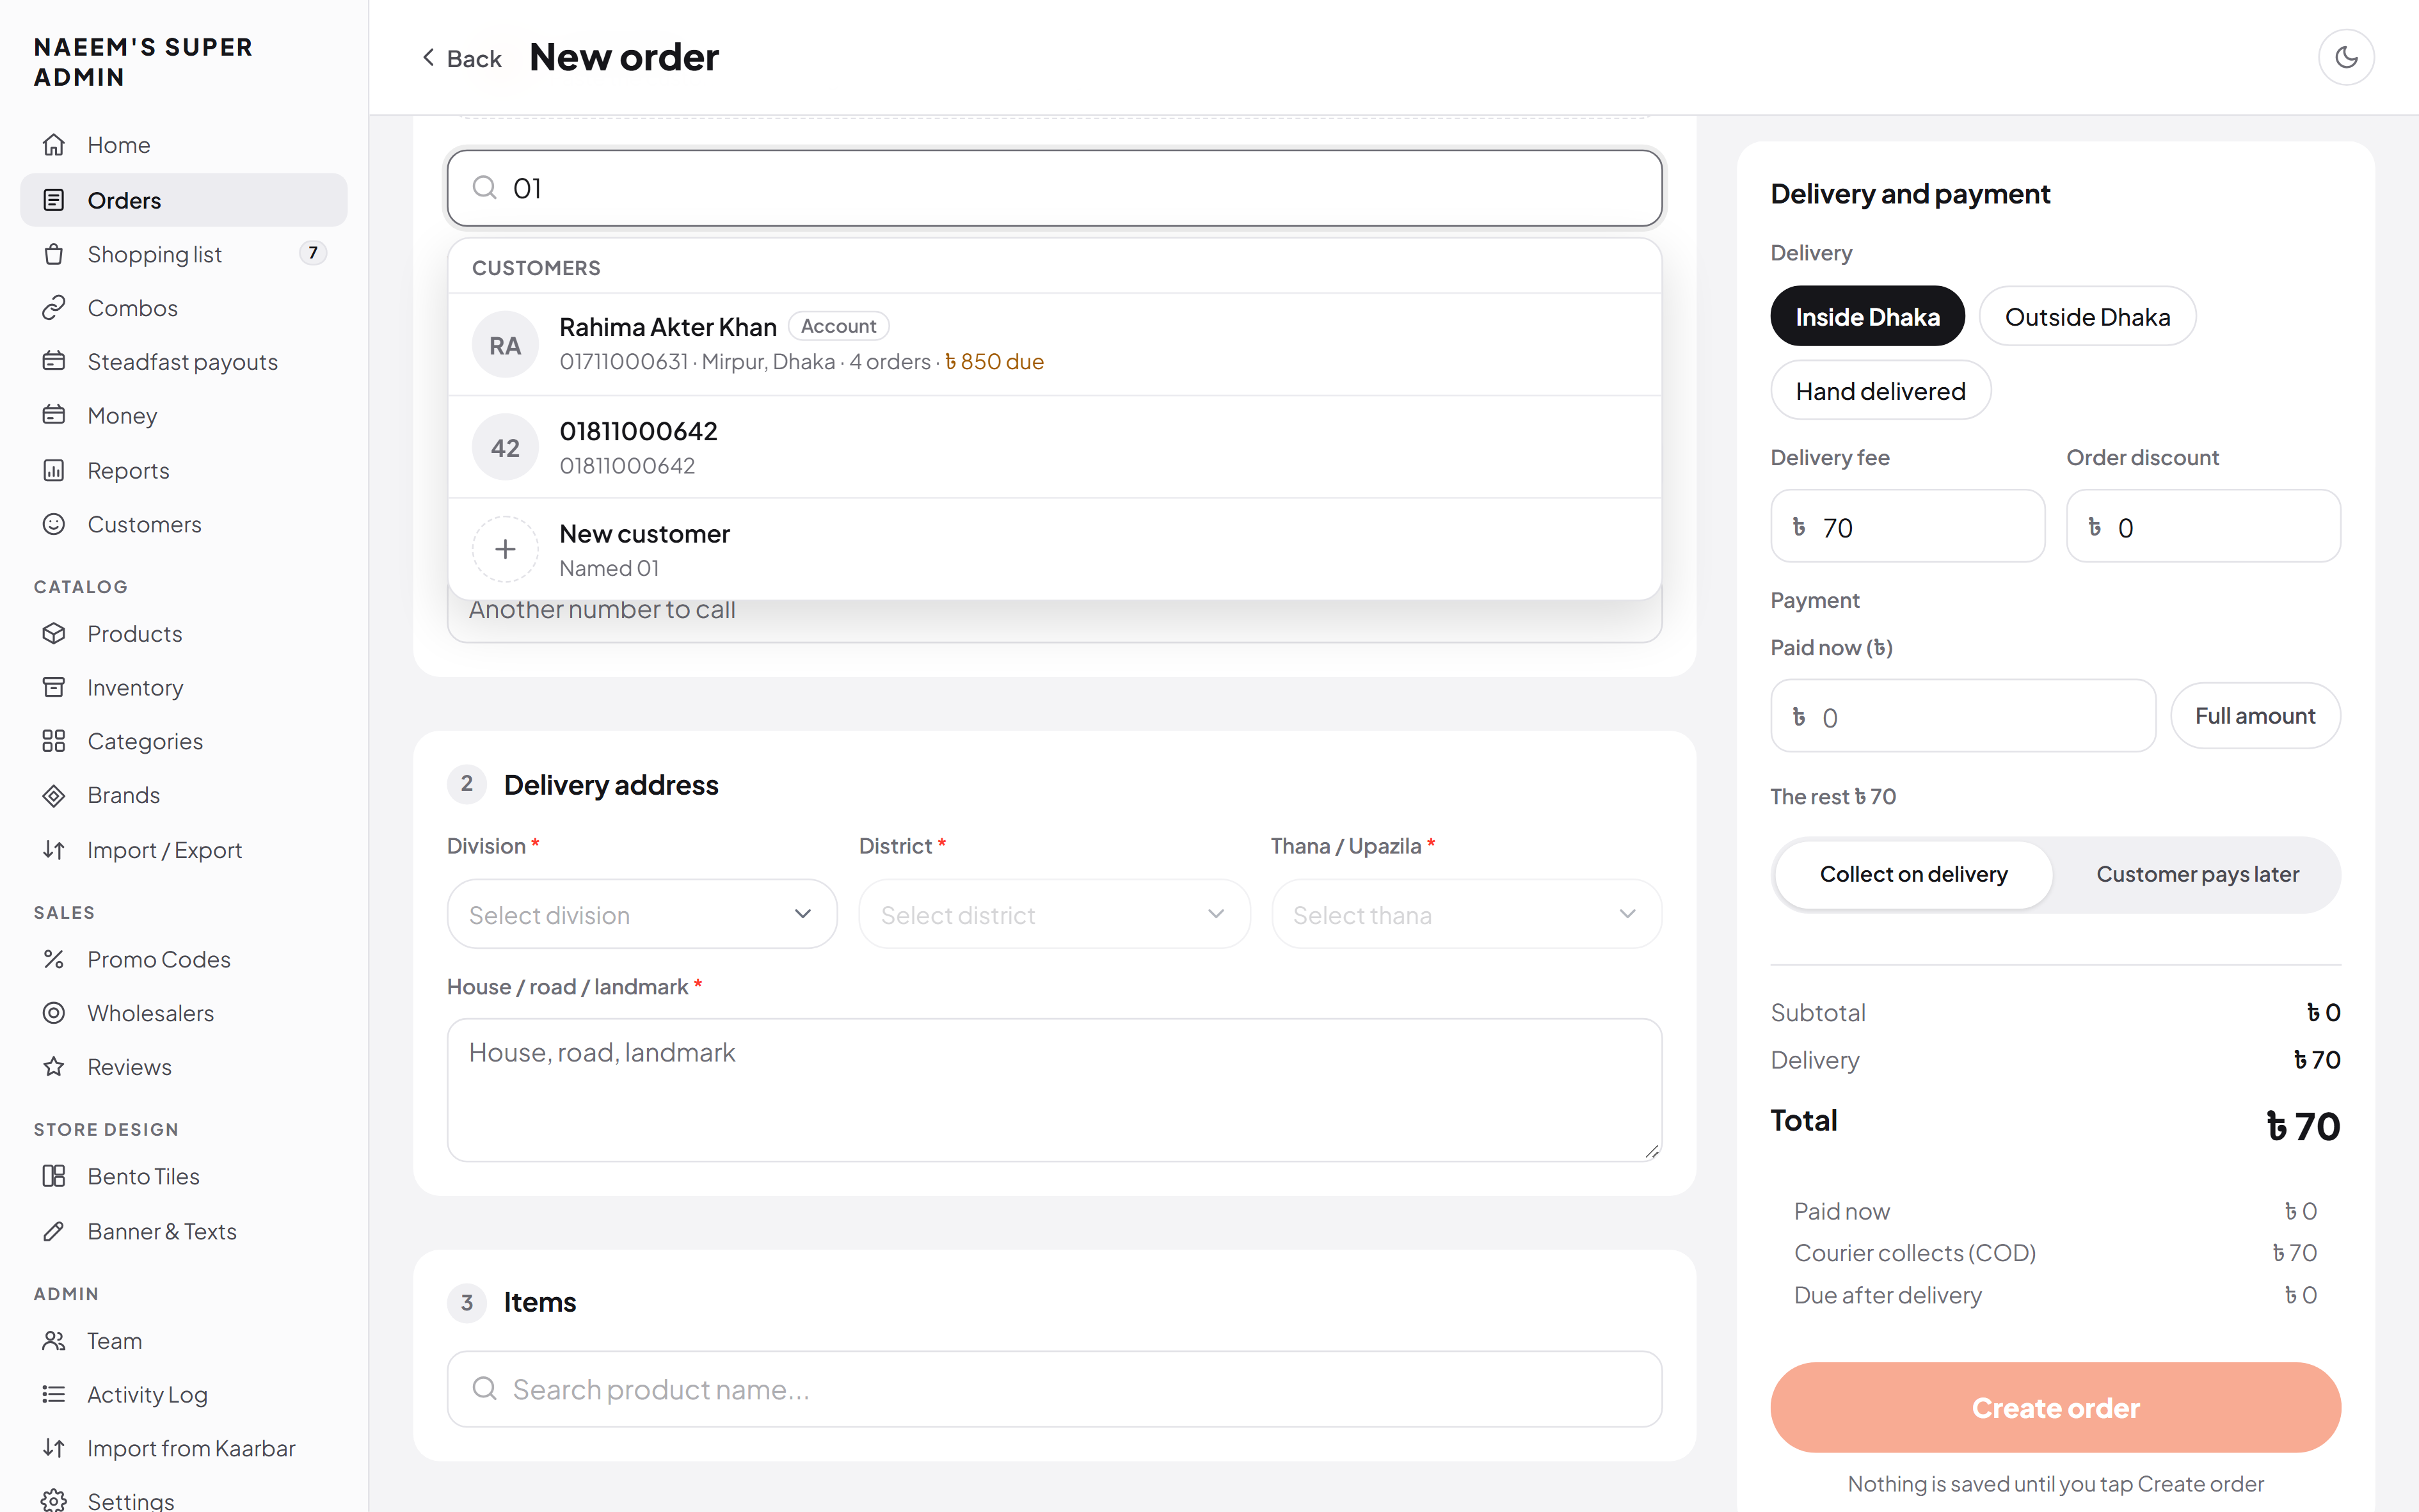 NAEEM'S SUPER
ADMIN
Home
Orders
Shopping list 7
Combos
Steadfast payouts
Money
Reports
Customers
CATALOG
Products
Inventory
Categories
Brands
Import / Export
SALES
Promo Codes
Wholesalers
Reviews
STORE DESIGN
Bento Tiles
Banner & Texts
ADMIN
Team
Activity Log
Import from Kaarbar
Settings
Back New order
01
CUSTOMERS
RA Rahima Akter Khan Account
01711000631 · Mirpur, Dhaka · 4 orders · ৳ 850 due
42 01811000642
01811000642
New customer
Named 01
Another number to call
2 Delivery address
Division * District * Thana / Upazila *
Select division Select district Select thana
House / road / landmark *
House, road, landmark
3 Items
Search product name...
Delivery and payment
Delivery
Inside Dhaka Outside Dhaka
Hand delivered
Delivery fee Order discount
৳ 70 ৳ 0
Payment
Paid now (৳)
৳ 0 Full amount
The rest ৳ 70
Collect on delivery Customer pays later
Subtotal ৳ 0
Delivery ৳ 70
Total ৳ 70
Paid now ৳ 0
Courier collects (COD) ৳ 70
Due after delivery ৳ 0
Create order
Nothing is saved until you tap Create order